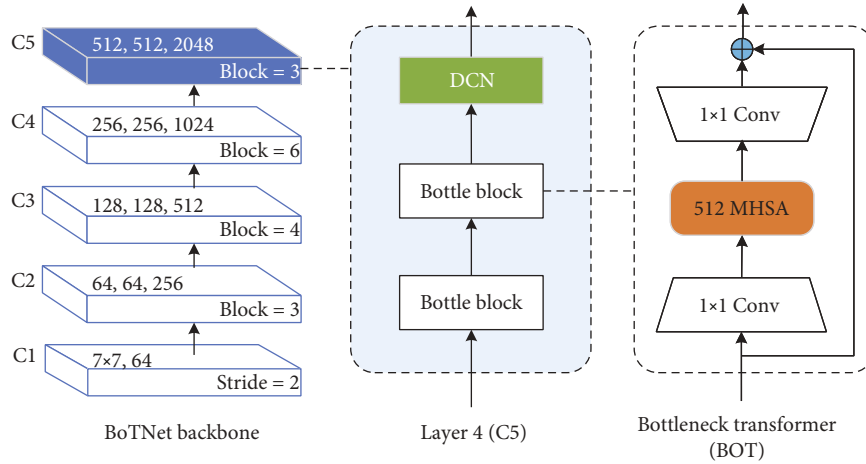 C5
512, 512, 2048
Block = 3
C4
256, 256, 1024
Block = 6
C3
128, 128, 512
Block = 4
C2
64, 64, 256
Block = 3
C1
7×7, 64
Stride = 2
BoTNet backbone
DCN
Bottle block
Bottle block
Layer 4 (C5)
1×1 Conv
512 MHSA
1×1 Conv
Bottleneck transformer
(BOT)